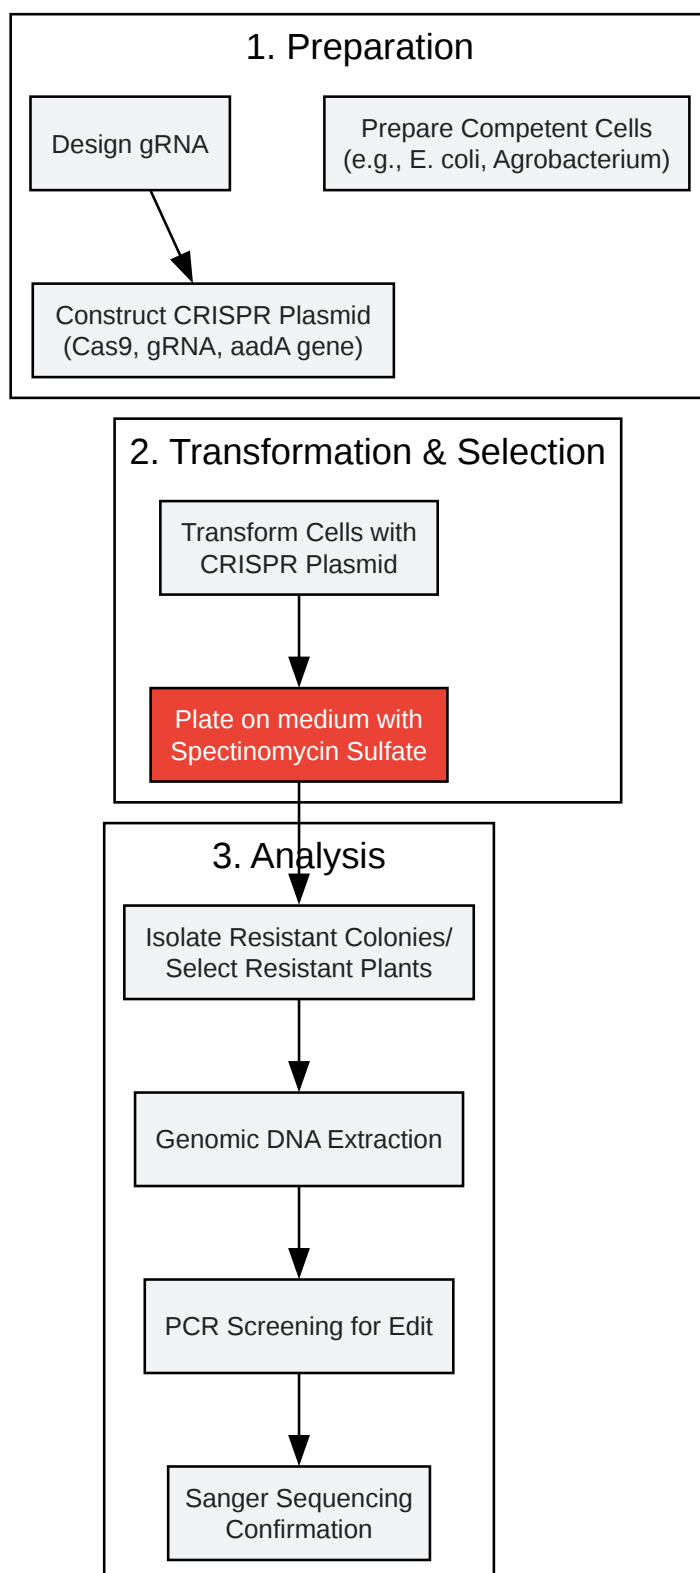 1. Preparation
Design gRNA
Prepare Competent Cells
(e.g., E. coli, Agrobacterium)
Construct CRISPR Plasmid
(Cas9, gRNA, aadA gene)
2. Transformation & Selection
Transform Cells with
CRISPR Plasmid
Plate on medium with
Spectinomycin Sulfate
3. Analysis
Isolate Resistant Colonies/
Select Resistant Plants
Genomic DNA Extraction
PCR Screening for Edit
Sanger Sequencing
Confirmation